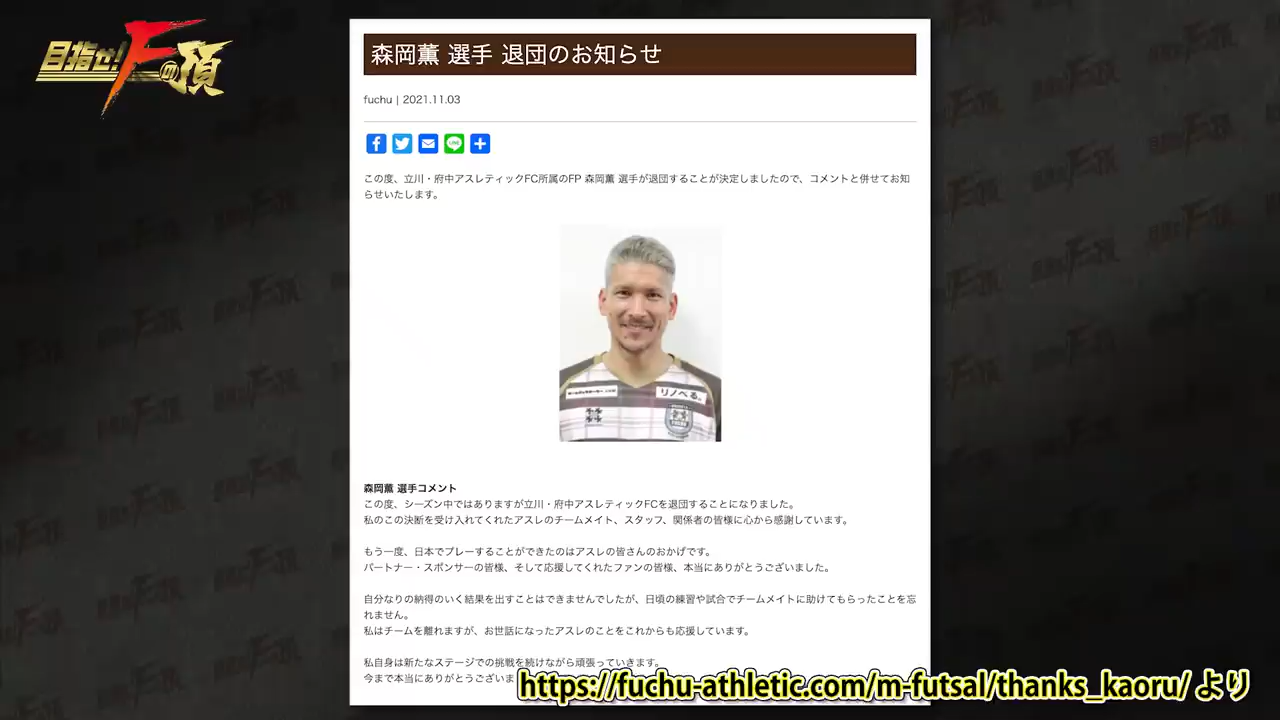 目指せ!Fの頂
森岡薫 選手 退団のお知らせ
fuchu | 2021.11.03
この度、立川・府中アスレティックFC所属のFP 森岡薫 選手が退団することが決定しましたので、コメントと併せてお知
らせいたします。
リノベる。
森岡薫 選手コメント
この度、シーズン中ではありますが立川・府中アスレティックFCを退団することになりました。
私のこの決断を受け入れてくれたアスレのチームメイト、スタッフ、関係者の皆様に心から感謝しています。
もう一度、日本でプレーすることができたのはアスレの皆さんのおかげです。
パートナー・スポンサーの皆様、そして応援してくれたファンの皆様、本当にありがとうございました。
自分なりの納得のいく結果を出すことはできませんでしたが、日頃の練習や試合でチームメイトに助けてもらったことを忘
れません。
私はチームを離れますが、お世話になったアスレのことをこれからも応援しています。
私自身は新たなステージでの挑戦を続けながら頑張っていきます。
今まで本当にありがとうございま
https://fuchu-athletic.com/m-futsal/thanks_kaoru/ より